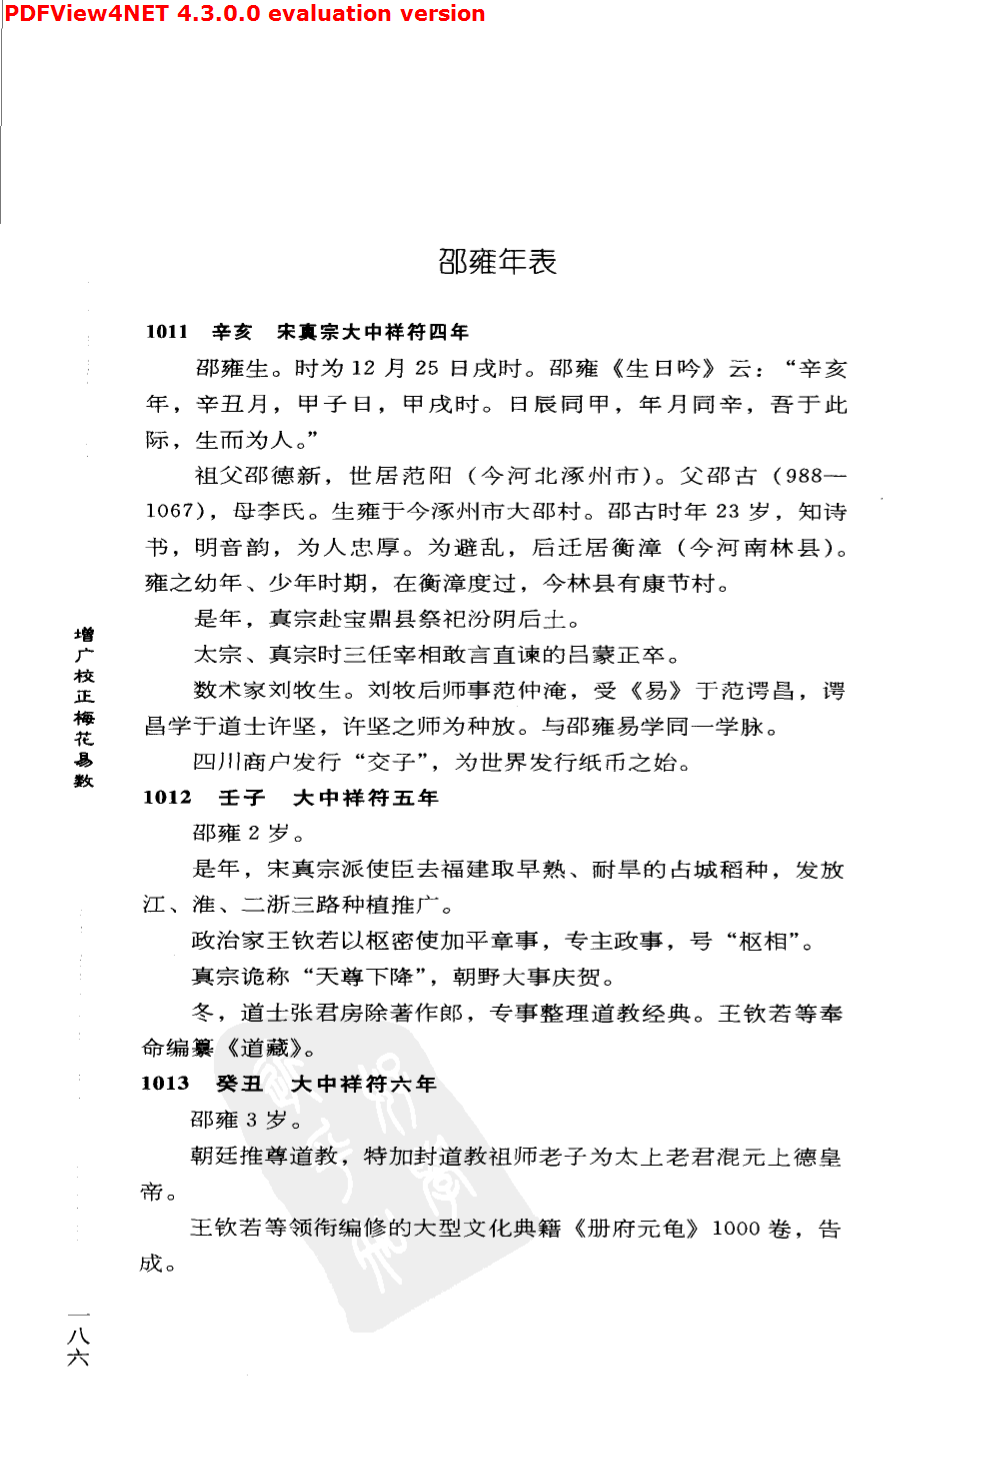 PDFView4NET 4.3.0.0 evaluation version
邵雍年表
1011 辛亥 宋真宗大中祥符四年
邵雍生。时为 12 月 25 日戌时。邵雍《生日吟》云：“辛亥
年，辛丑月，甲子日，甲戌时。日辰同甲，年月同辛，吾于此
际，生而为人。”
祖父邵德新，世居范阳（今河北涿州市）。父邵古（988—
1067），母李氏。生雍于今涿州市大邵村。邵古时年 23 岁，知诗
书，明音韵，为人忠厚。为避乱，后迁居衡漳（今河南林县）。
雍之幼年、少年时期，在衡漳度过，今林县有康节村。
是年，真宗赴宝鼎县祭祀汾阴后土。
太宗、真宗时三任宰相敢言直谏的吕蒙正卒。
数术家刘牧生。刘牧后师事范仲淹，受《易》于范谔昌，谔
昌学于道士许坚，许坚之师为种放。与邵雍易学同一学脉。
四川商户发行“交子”，为世界发行纸币之始。
1012 壬子 大中祥符五年
邵雍 2 岁。
是年，宋真宗派使臣去福建取早熟、耐旱的占城稻种，发放
江、淮、二浙三路种植推广。
政治家王钦若以枢密使加平章事，专主政事，号“枢相”。
真宗诡称“天尊下降”，朝野大事庆贺。
冬，道士张君房除著作郎，专事整理道教经典。王钦若等奉
命编纂《道藏》。
1013 癸丑 大中祥符六年
邵雍 3 岁。
朝廷推尊道教，特加封道教祖师老子为太上老君混元上德皇
帝。
王钦若等领衔编修的大型文化典籍《册府元龟》1000 卷，告
成。
增广校正梅花易数
一八六